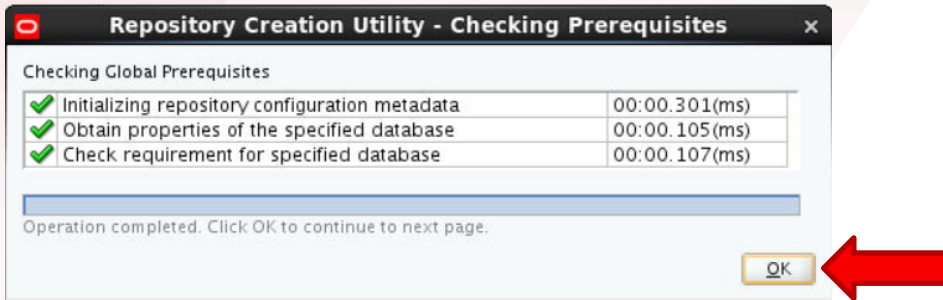 Repository Creation Utility - Checking Prerequisites
Checking Global Prerequisites
Initializing repository configuration metadata 00:00.301(ms)
Obtain properties of the specified database 00:00.105(ms)
Check requirement for specified database 00:00.107(ms)
Operation completed. Click OK to continue to next page.
OK